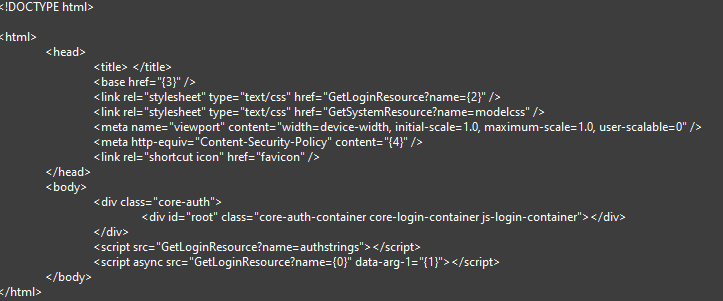 <!DOCTYPE html>
<html>
<head>
<title> </title>
<base href="{3}" />
<link rel="stylesheet" type="text/css" href="GetLoginResource?name={2}" />
<link rel="stylesheet" type="text/css" href="GetSystemResource?name=modelcss" />
<meta name="viewport" content="width=device-width, initial-scale=1.0, maximum-scale=1.0, user-scalable=0" />
<meta http-equiv="Content-Security-Policy" content="{4}" />
<link rel="shortcut icon" href="favicon" />
</head>
<body>
<div class="core-auth">
<div id="root" class="core-auth-container core-login-container js-login-container"></div>
</div>
<script src="GetLoginResource?name=authstrings"></script>
<script async src="GetLoginResource?name={0}" data-arg-1="{1}"></script>
</body>
</html>